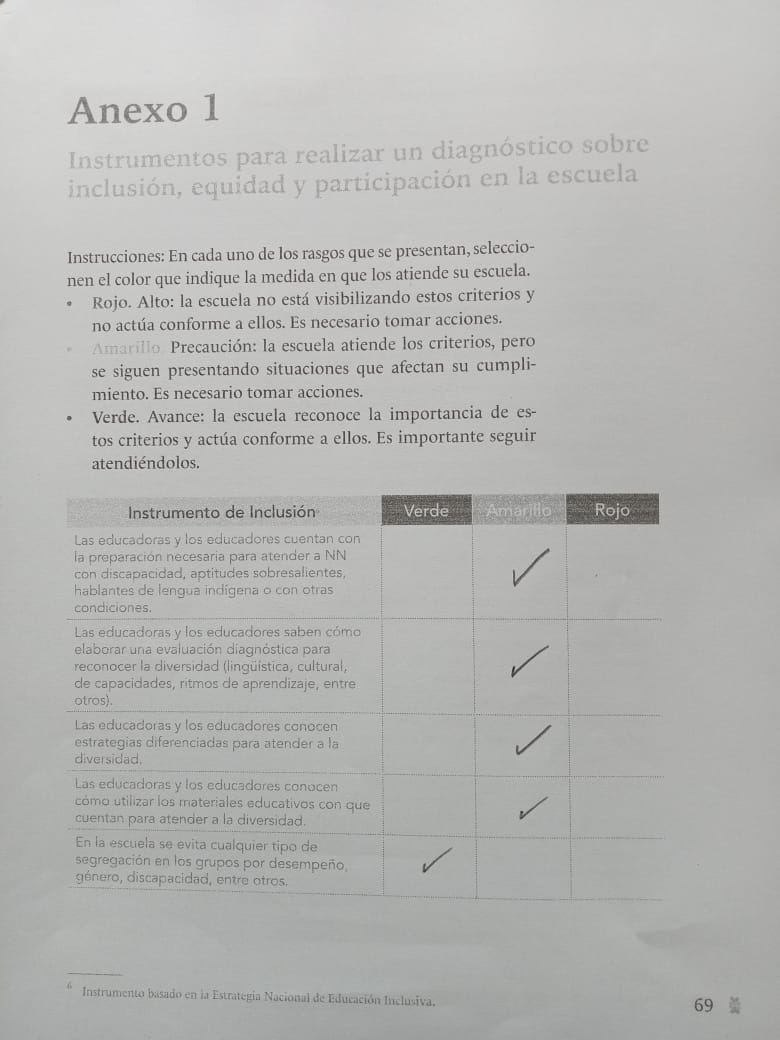 Anexo 1
Instrumentos para realizar un diagnóstico sobre
inclusión, equidad y participación en la escuela
Instrucciones: En cada uno de los rasgos que se presentan, seleccio-
nen el color que indique la medida en que los atiende su escuela.
• Rojo. Alto: la escuela no está visibilizando estos criterios y
no actúa conforme a ellos. Es necesario tomar acciones.
• Amarillo. Precaución: la escuela atiende los criterios, pero
se siguen presentando situaciones que afectan su cumpli-
miento. Es necesario tomar acciones.
• Verde. Avance: la escuela reconoce la importancia de es-
tos criterios y actúa conforme a ellos. Es importante seguir
atendiéndolos.
Instrumento de Inclusión Verde Amarillo Rojo
Las educadoras y los educadores cuentan con
la preparación necesaria para atender a NN
con discapacidad, aptitudes sobresalientes,
hablantes de lengua indígena o con otras
condiciones.
✓
Las educadoras y los educadores saben cómo
elaborar una evaluación diagnóstica para
reconocer la diversidad (lingüística, cultural,
de capacidades, ritmos de aprendizaje, entre
otros).
✓
Las educadoras y los educadores conocen
estrategias diferenciadas para atender a la
diversidad.
✓
Las educadoras y los educadores conocen
cómo utilizar los materiales educativos con que
cuentan para atender a la diversidad.
✓
En la escuela se evita cualquier tipo de
segregación en los grupos por desempeño,
género, discapacidad, entre otros.
✓
6 Instrumento basado en la Estrategia Nacional de Educación Inclusiva.
69